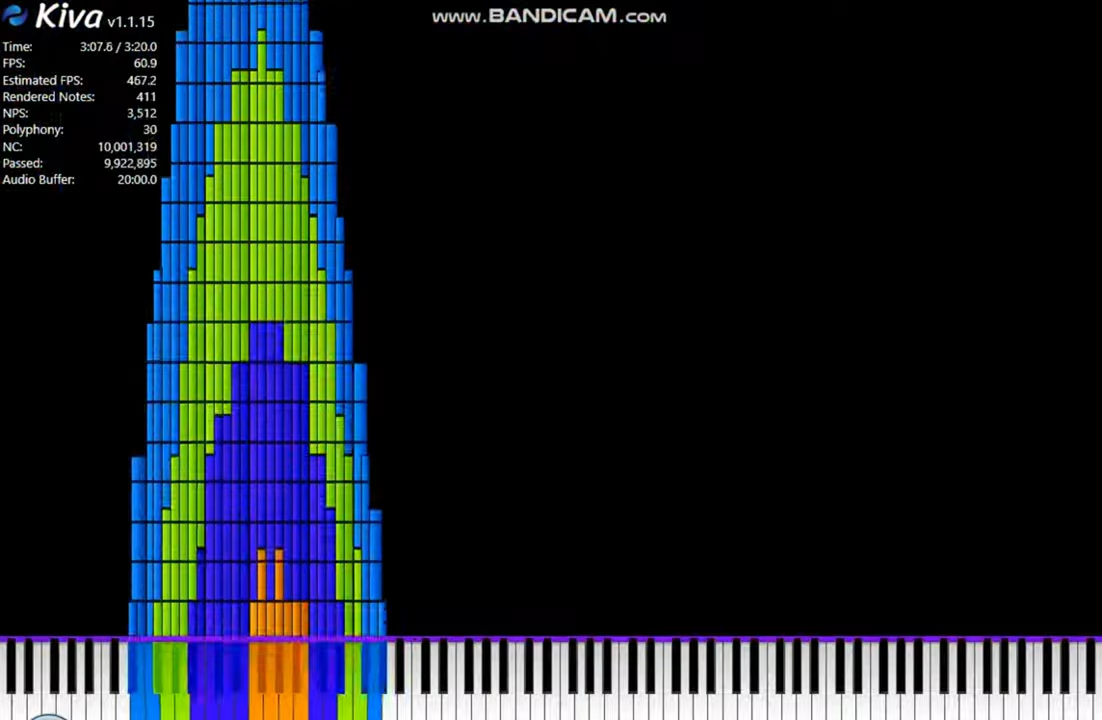 Kiva v1.1.15
www.BANDICAM.com
Time: 3:07.6 / 3:20.0
FPS: 60.9
Estimated FPS: 467.2
Rendered Notes: 411
NPS: 3,512
Polyphony: 30
NC: 10,001,319
Passed: 9,922,895
Audio Buffer: 20:00.0